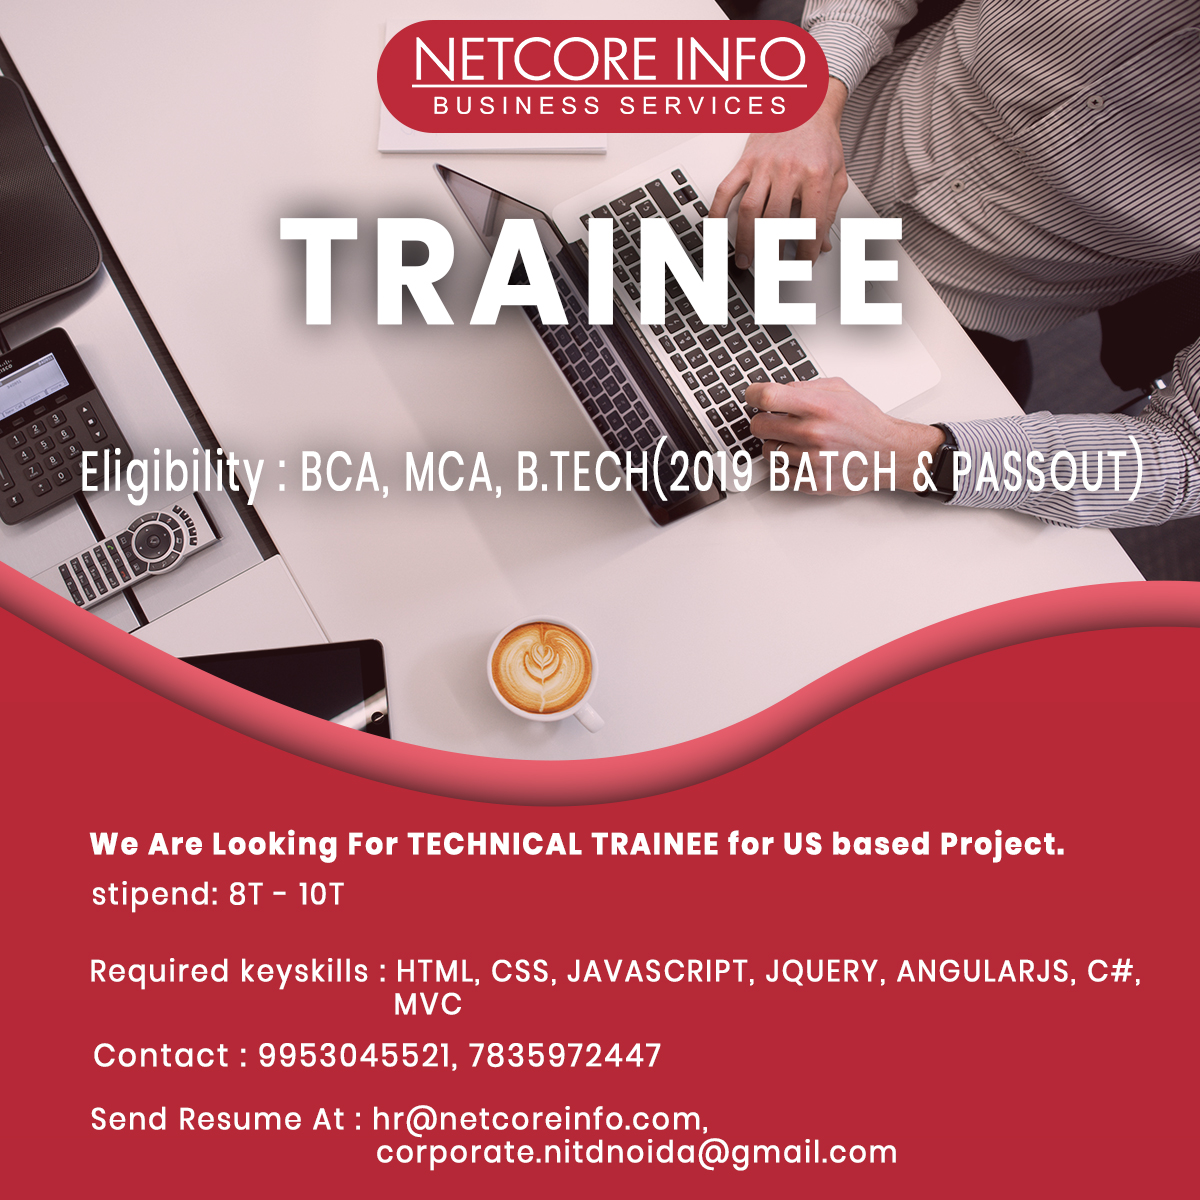 NETCORE INFO
BUSINESS SERVICES
TRAINEE
Eligibility : BCA, MCA, B.TECH(2019 BATCH & PASSOUT)
We Are Looking For TECHNICAL TRAINEE for US based Project.
stipend: 8T - 10T
Required keyskills : HTML, CSS, JAVASCRIPT, JQUERY, ANGULARJS, C#,
MVC
Contact : 9953045521, 7835972447
Send Resume At : hr@netcoreinfo.com,
corporate.nitdnoida@gmail.com